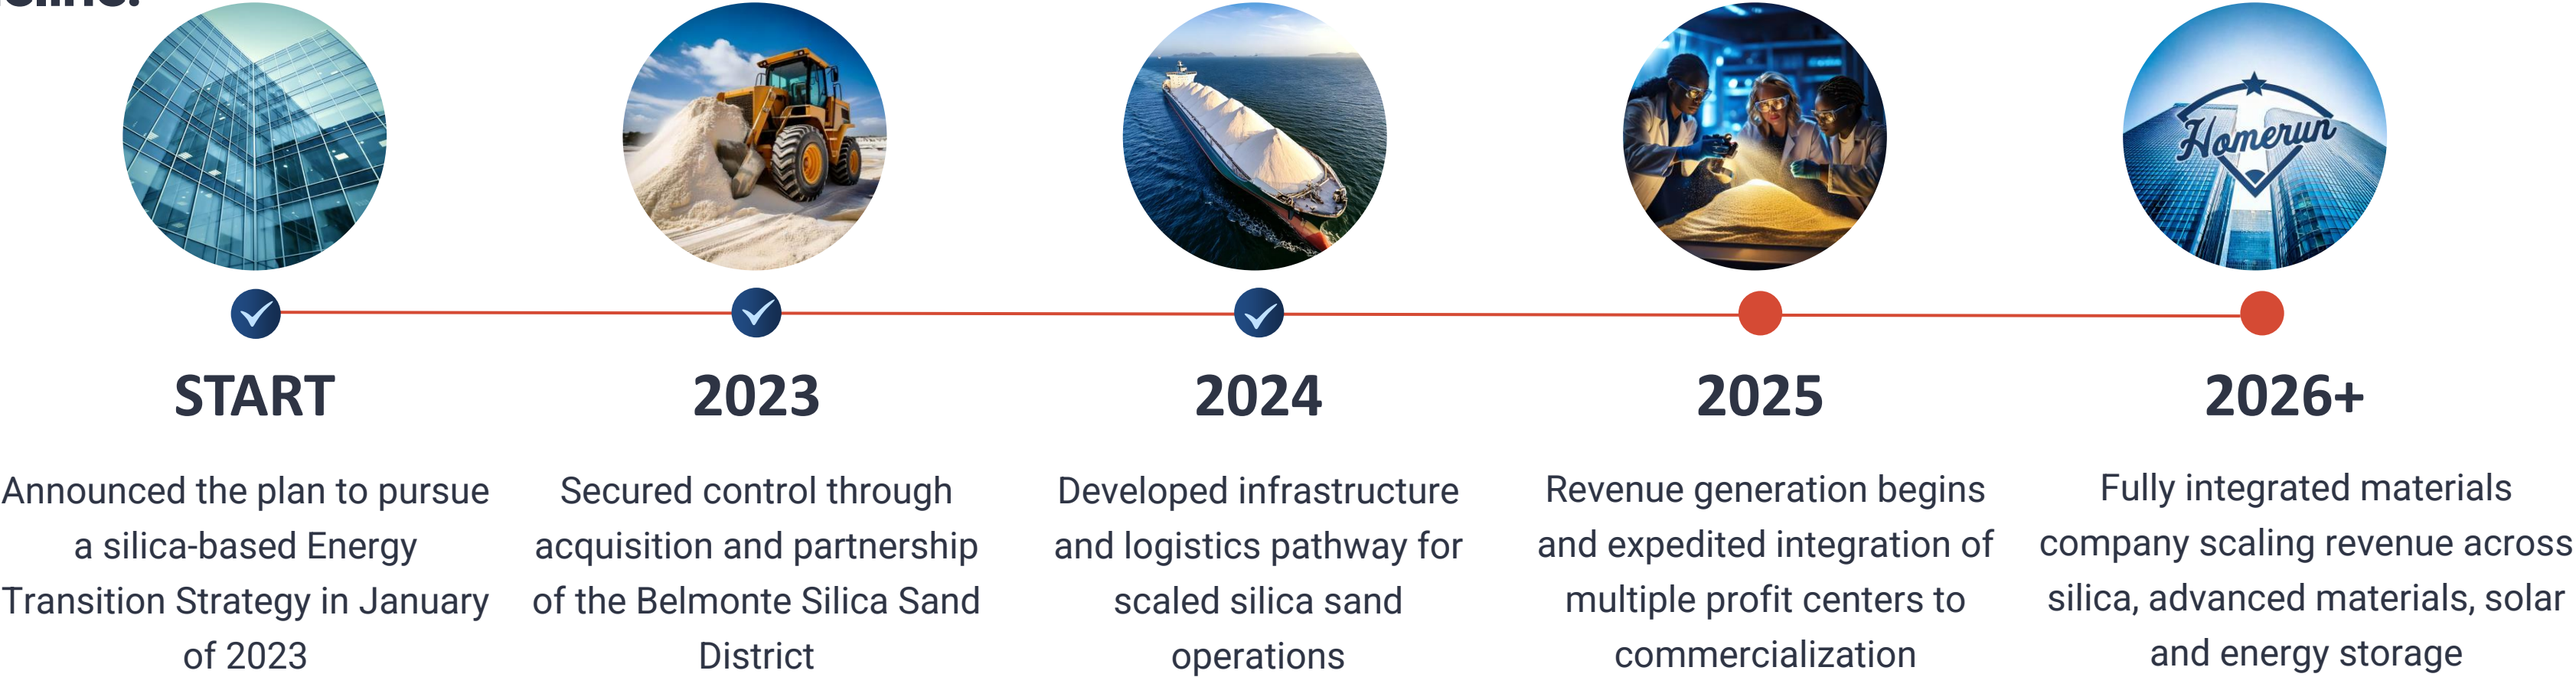 Homerun
START
Announced the plan to pursue
a silica-based Energy
Transition Strategy in January
of 2023
2023
Secured control through
acquisition and partnership
of the Belmonte Silica Sand
District
2024
Developed infrastructure
and logistics pathway for
scaled silica sand
operations
2025
Revenue generation begins
and expedited integration of
multiple profit centers to
commercialization
2026+
Fully integrated materials
company scaling revenue across
silica, advanced materials, solar
and energy storage